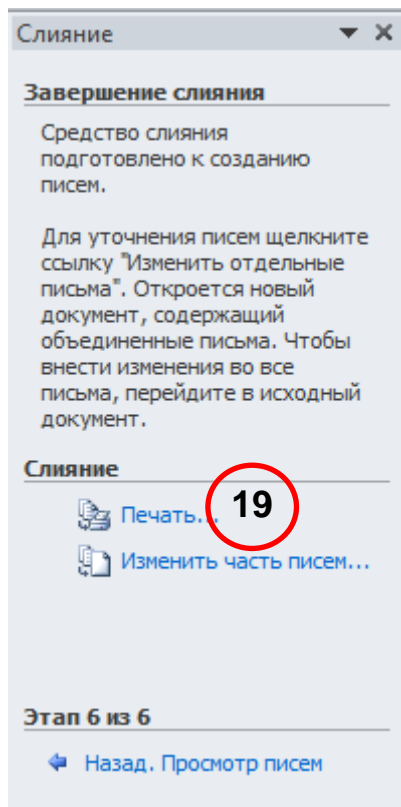 Слияние
Завершение слияния
Средство слияния
подготовлено к созданию
писем.
Для уточнения писем щелкните
ссылку "Изменить отдельные
письма". Откроется новый
документ, содержащий
объединенные письма. Чтобы
внести изменения во все
письма, перейдите в исходный
документ.
Слияние
Печать... 19
Изменить часть писем...
Этап 6 из 6
Назад. Просмотр писем